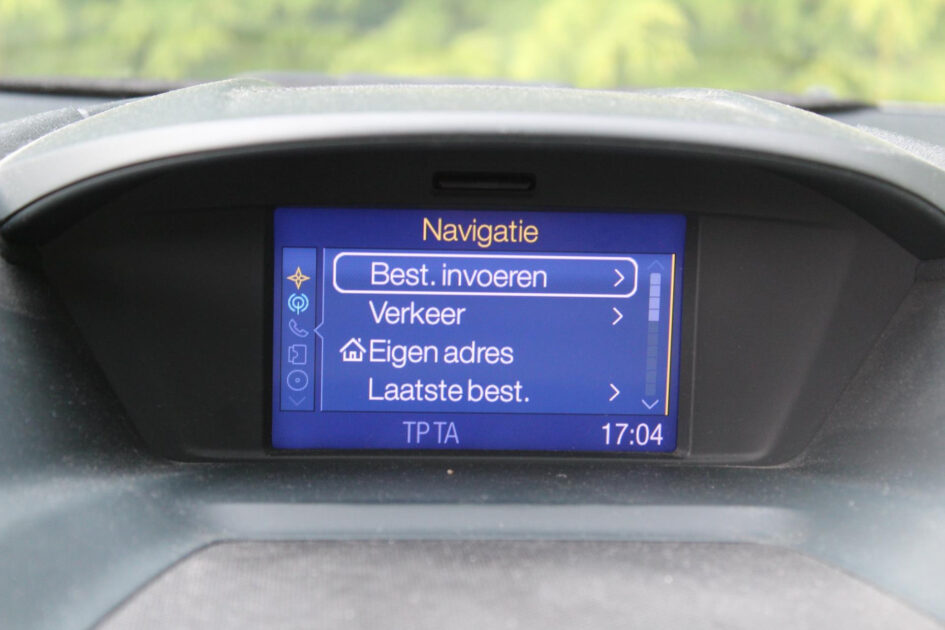 Navigatie
Best. invoeren
Verkeer
Eigen adres
Laatste best.
TP TA 17:04